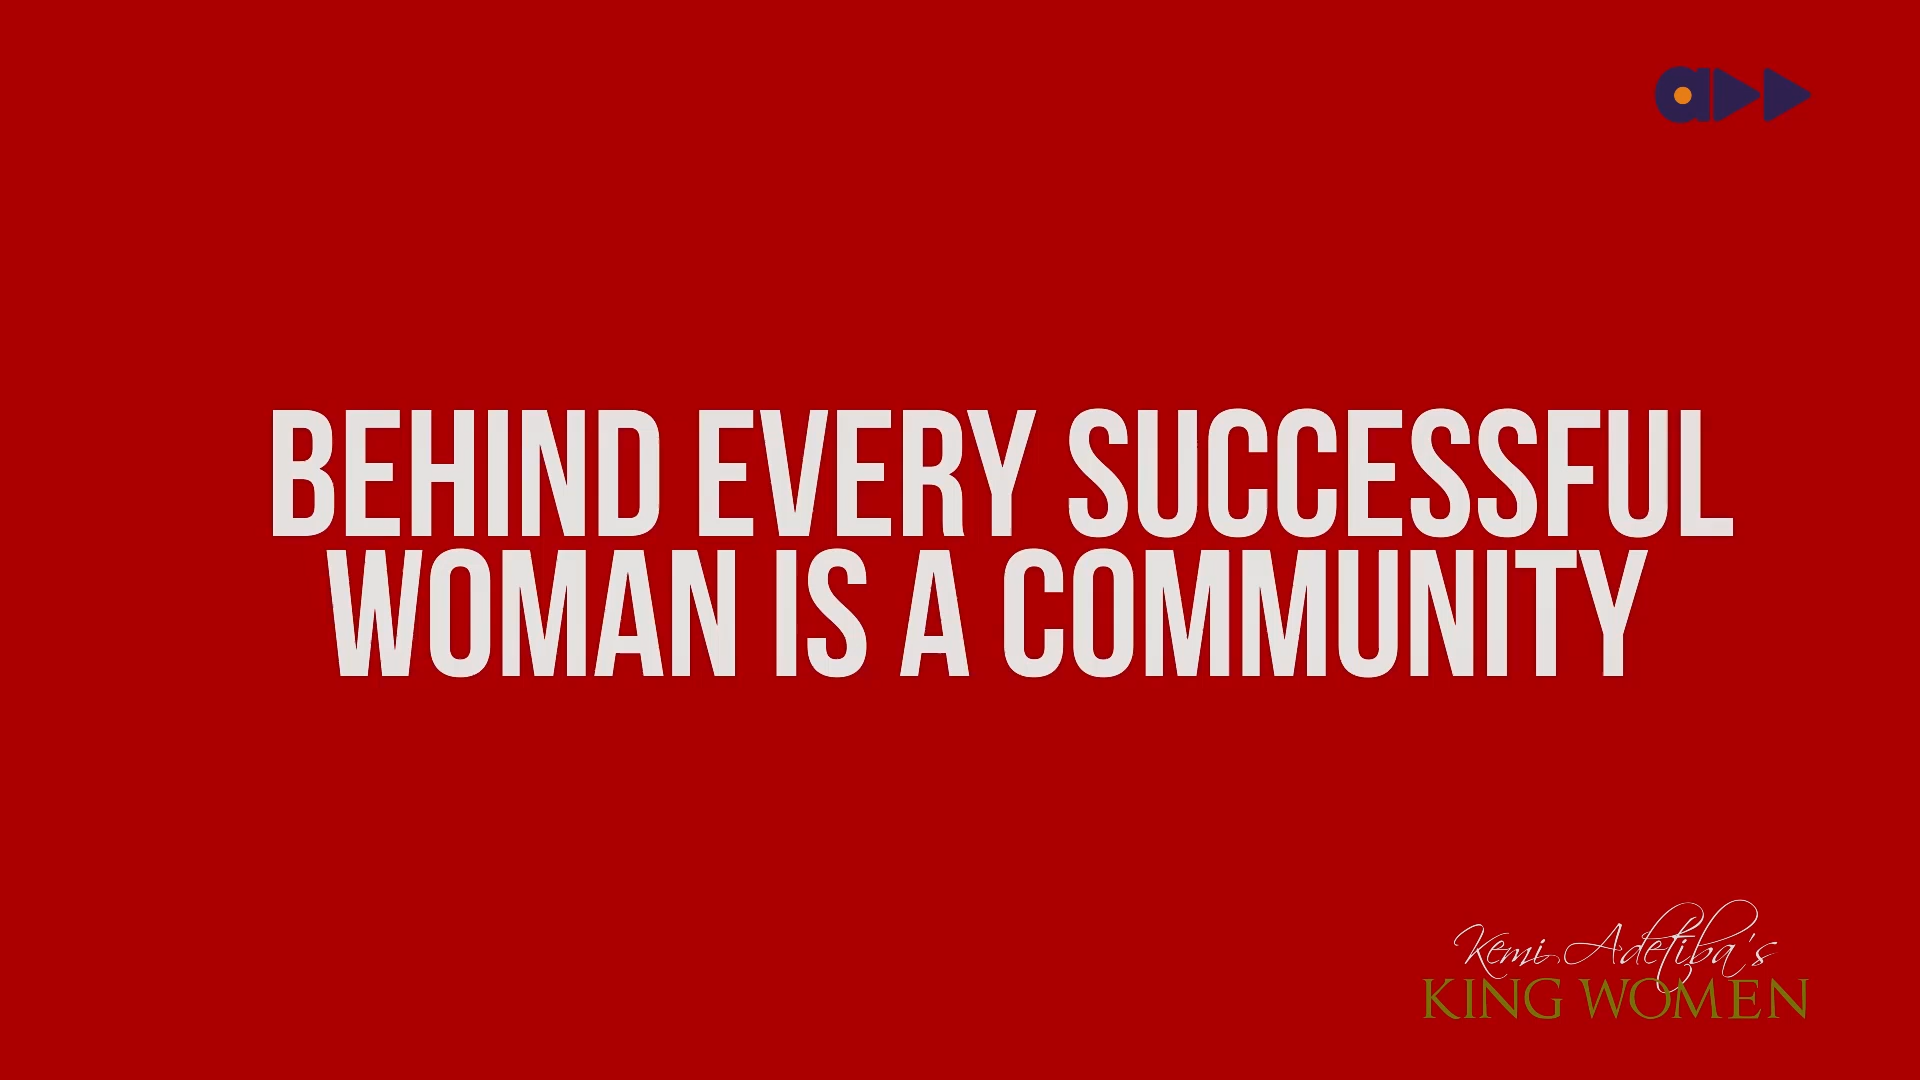 BEHIND EVERY SUCCESSFUL
WOMAN IS A COMMUNITY
Kemi Adetiba's
KING WOMEN